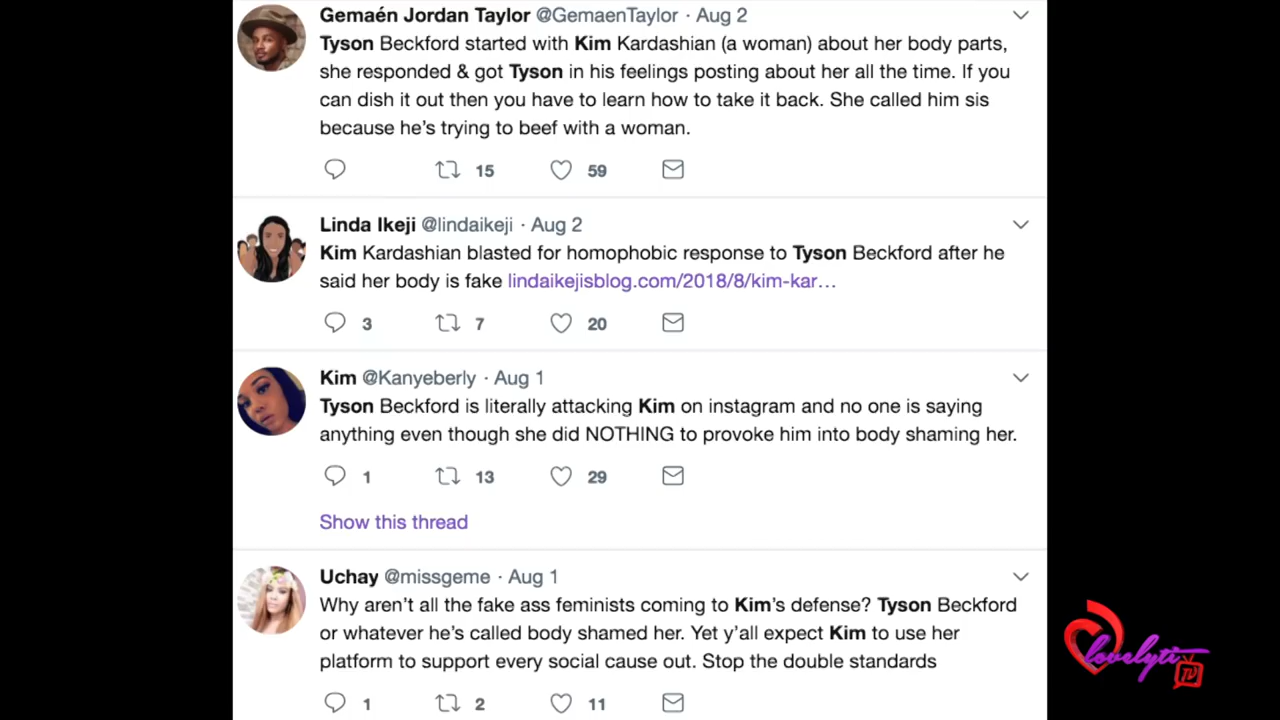 Gemaén Jordan Taylor @GemaenTaylor · Aug 2
Tyson Beckford started with Kim Kardashian (a woman) about her body parts,
she responded & got Tyson in his feelings posting about her all the time. If you
can dish it out then you have to learn how to take it back. She called him sis
because he's trying to beef with a woman.
15 59
Linda Ikeji @lindaikeji · Aug 2
Kim Kardashian blasted for homophobic response to Tyson Beckford after he
said her body is fake lindaikejisblog.com/2018/8/kim-kar…
3 7 20
Kim @Kanyeberly · Aug 1
Tyson Beckford is literally attacking Kim on instagram and no one is saying
anything even though she did NOTHING to provoke him into body shaming her.
1 13 29
Show this thread
Uchay @missgeme · Aug 1
Why aren't all the fake ass feminists coming to Kim's defense? Tyson Beckford
or whatever he's called body shamed her. Yet y'all expect Kim to use her
platform to support every social cause out. Stop the double standards
1 2 11
lovelyti
TV